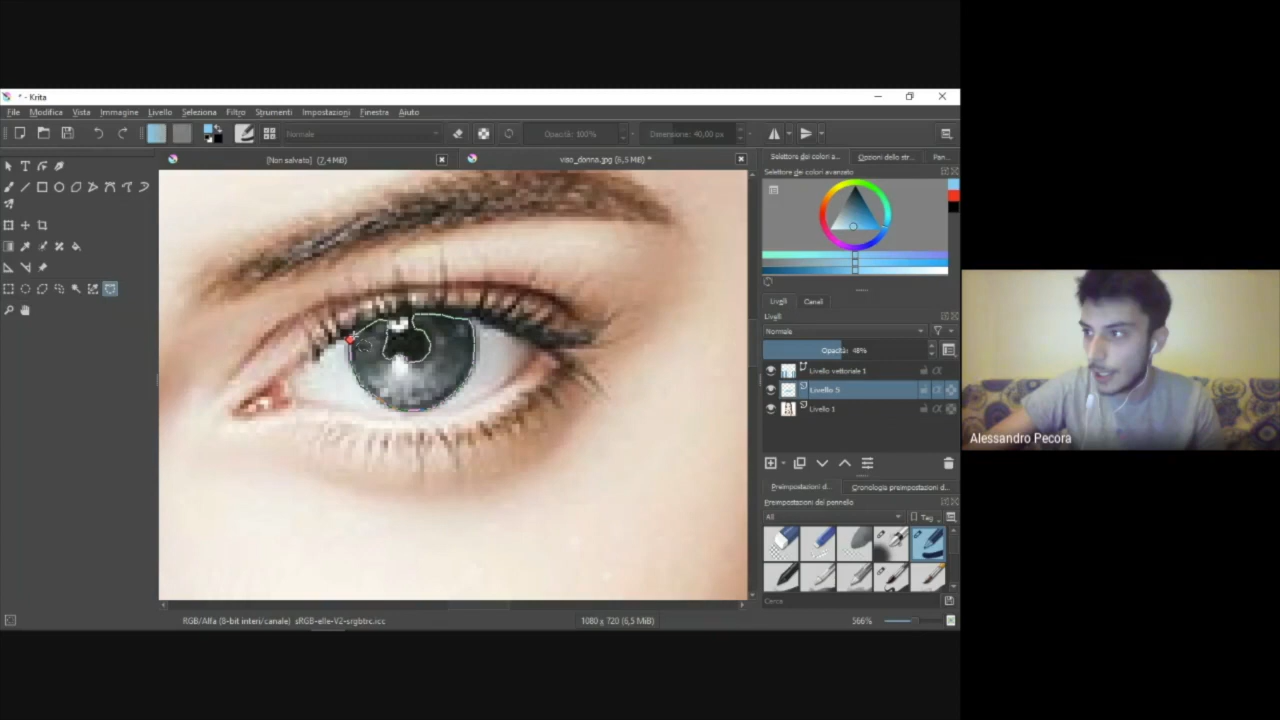 * - Krita
File Modifica Vista Immagine Livello Seleziona Filtro Strumenti Impostazioni Finestra Aiuto
Normale Opacità: 100% Dimensione: 40,00 px
[Non salvato] (2,4 MiB) viso_donna.jpg (6,5 MiB) *
Selettore dei colori a... Opzioni dello str... Pan...
Selettore dei colori avanzato
Livelli Canali
Livelli
Normale
Opacità: 48%
Livello vettoriale 1
Livello 5
Livello 1
Preimpostazioni d... Cronologia preimpostazioni d...
Preimpostazioni del pennello
All Tag
Cerca
RGB/Alfa (8-bit interi/canale) sRGB-elle-V2-srgbtrc.icc 1080 x 720 (6,5 MiB) 566%
Alessandro Pecora